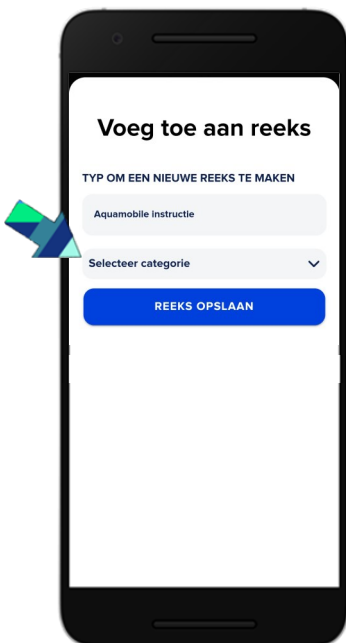 Voeg toe aan reeks
TYP OM EEN NIEUWE REEKS TE MAKEN
Aquamobile instructie
Selecteer categorie
REEKS OPSLAAN